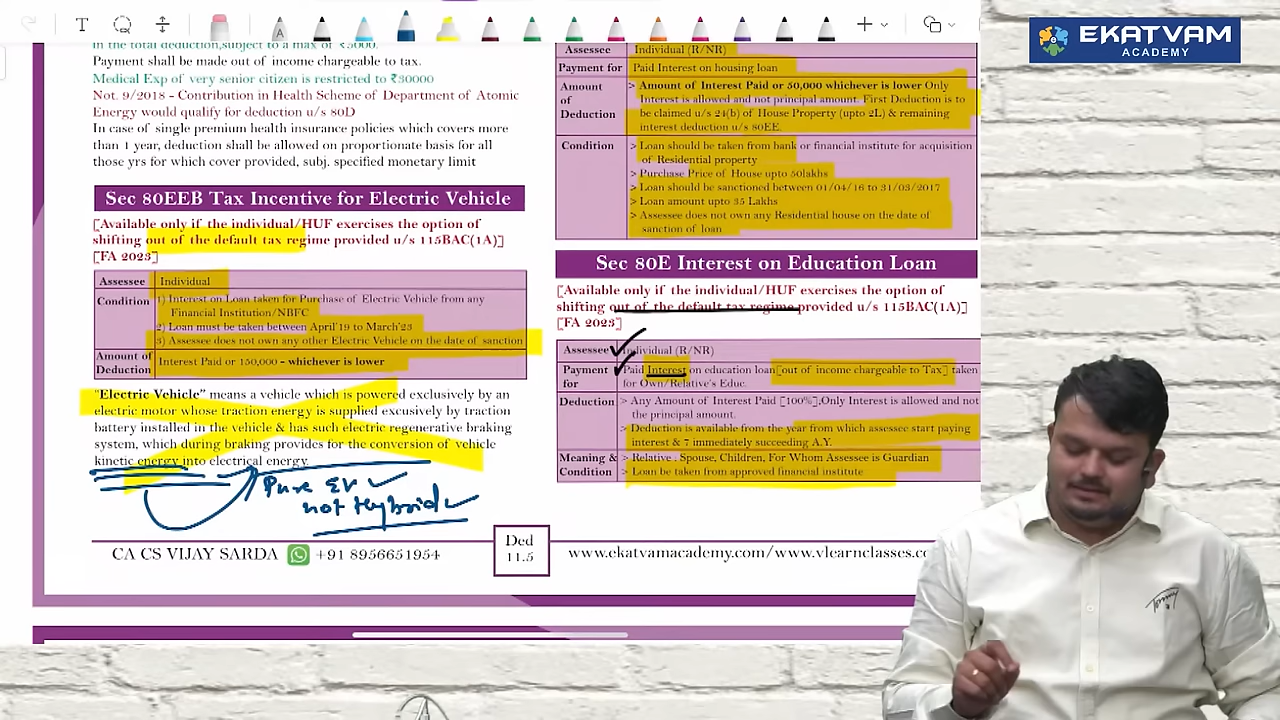 EKATVAM
ACADEMY
in the total deduction,subject to a max of ₹5000.
Payment shall be made out of income chargeable to tax.
Medical Exp of very senior citizen is restricted to ₹30000
Not. 9/2018 - Contribution in Health Scheme of Department of Atomic
Energy would qualify for deduction u/s 80D
In case of single premium health insurance policies which covers more
than 1 year, deduction shall be allowed on proportionate basis for all
those yrs for which cover provided, subj. specified monetary limit
Sec 80EEB Tax Incentive for Electric Vehicle
[Available only if the individual/HUF exercises the option of
shifting out of the default tax regime provided u/s 115BAC(1A)]
[FA 2023]
Assessee Individual
Condition 1) Interest on Loan taken for Purchase of Electric Vehicle from any
Financial Institution/NBFC
2) Loan must be taken between April'19 to March'23
3) Assessee does not own any other Electric Vehicle on the date of sanction
Amount of Deduction Interest Paid or 150,000 - whichever is lower
"Electric Vehicle" means a vehicle which is powered exclusively by an
electric motor whose traction energy is supplied excusively by traction
battery installed in the vehicle & has such electric regenerative braking
system, which during braking provides for the conversion of vehicle
kinetic energy into electrical energy.
Pure EV
not Hybrid
Assessee Individual (R/NR)
Payment for Paid Interest on housing loan
Amount of Deduction > Amount of Interest Paid or 50,000 whichever is lower Only
Interest is allowed and not principal amount. First Deduction is to
be claimed u/s 24(b) of House Property (upto 2L) & remaining
interest deduction u/s 80EE.
Condition > Loan should be taken from bank or financial institute for acquisition
of Residential property
> Purchase Price of House upto 50lakhs
> Loan should be sanctioned between 01/04/16 to 31/03/2017
> Loan amount upto 35 Lakhs
> Assessee does not own any Residential house on the date of
sanction of loan
Sec 80E Interest on Education Loan
[Available only if the individual/HUF exercises the option of
shifting out of the default tax regime provided u/s 115BAC(1A)]
[FA 2023]
Assessee Individual (R/NR)
Payment for Paid Interest on education loan[out of income chargeable to Tax] taken
for Own/Relative's Educ.
Deduction > Any Amount of Interest Paid [100%];Only Interest is allowed and not
the principal amount.
> Deduction is available from the year from which assessee start paying
interest & 7 immediately succeeding A.Y.
Meaning & Condition > Relative : Spouse, Children, For Whom Assessee is Guardian
> Loan be taken from approved financial institute
CA CS VIJAY SARDA +91 8956651954
Ded
11.5
www.ekatvamacademy.com/www.vlearnclasses.co